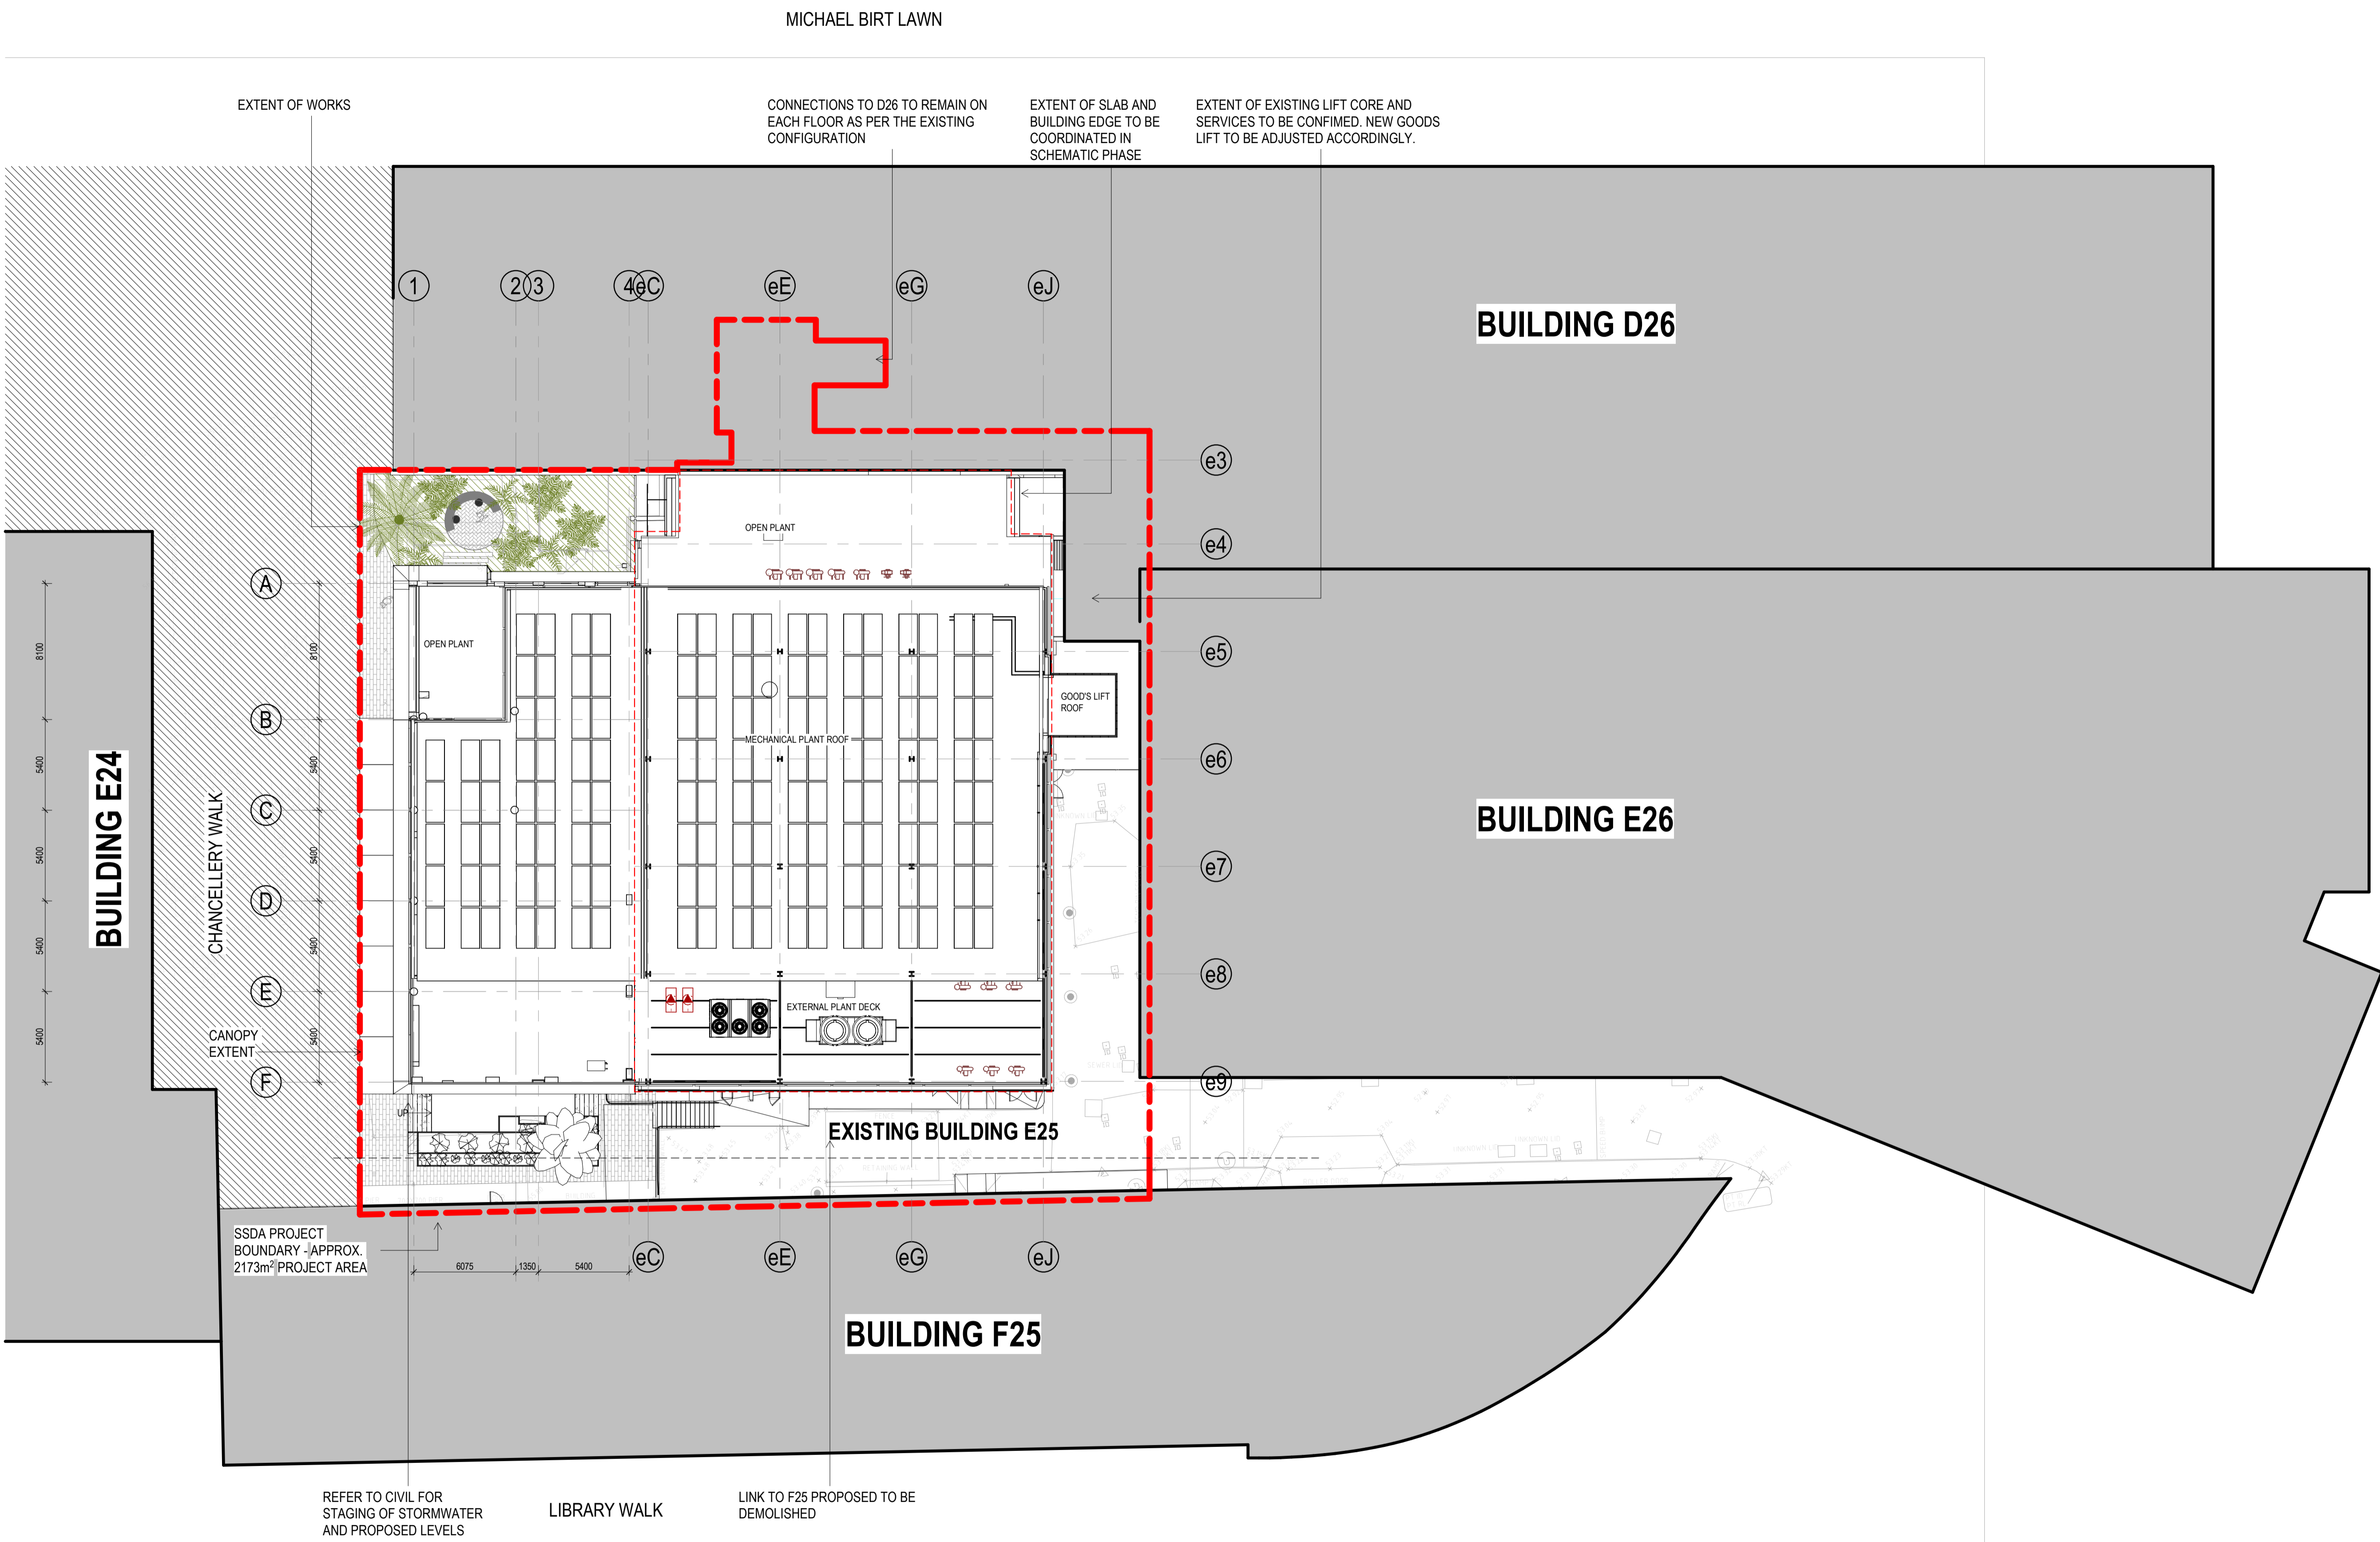 MICHAEL BIRT LAWN
EXTENT OF WORKS
CONNECTIONS TO D26 TO REMAIN ON
EACH FLOOR AS PER THE EXISTING
CONFIGURATION
EXTENT OF SLAB AND
BUILDING EDGE TO BE
COORDINATED IN
SCHEMATIC PHASE
EXTENT OF EXISTING LIFT CORE AND
SERVICES TO BE CONFIMED. NEW GOODS
LIFT TO BE ADJUSTED ACCORDINGLY.
1
2
3
4
eC
eE
eG
eJ
BUILDING D26
e3
e4
e5
e6
e7
e8
e9
OPEN PLANT
A
B
C
D
E
F
8100
5400
5400
5400
5400
8100
5400
5400
5400
5400
OPEN PLANT
GOOD'S LIFT
ROOF
MECHANICAL PLANT ROOF
BUILDING E24
CHANCELLERY WALK
BUILDING E26
EXTERNAL PLANT DECK
CANOPY
EXTENT
UP
EXISTING BUILDING E25
RETAINING WALL
UNKNOWN LID
SSDA PROJECT
BOUNDARY - APPROX.
2173m² PROJECT AREA
6075
1350
5400
eC
eE
eG
eJ
BUILDING F25
REFER TO CIVIL FOR
STAGING OF STORMWATER
AND PROPOSED LEVELS
LIBRARY WALK
LINK TO F25 PROPOSED TO BE
DEMOLISHED